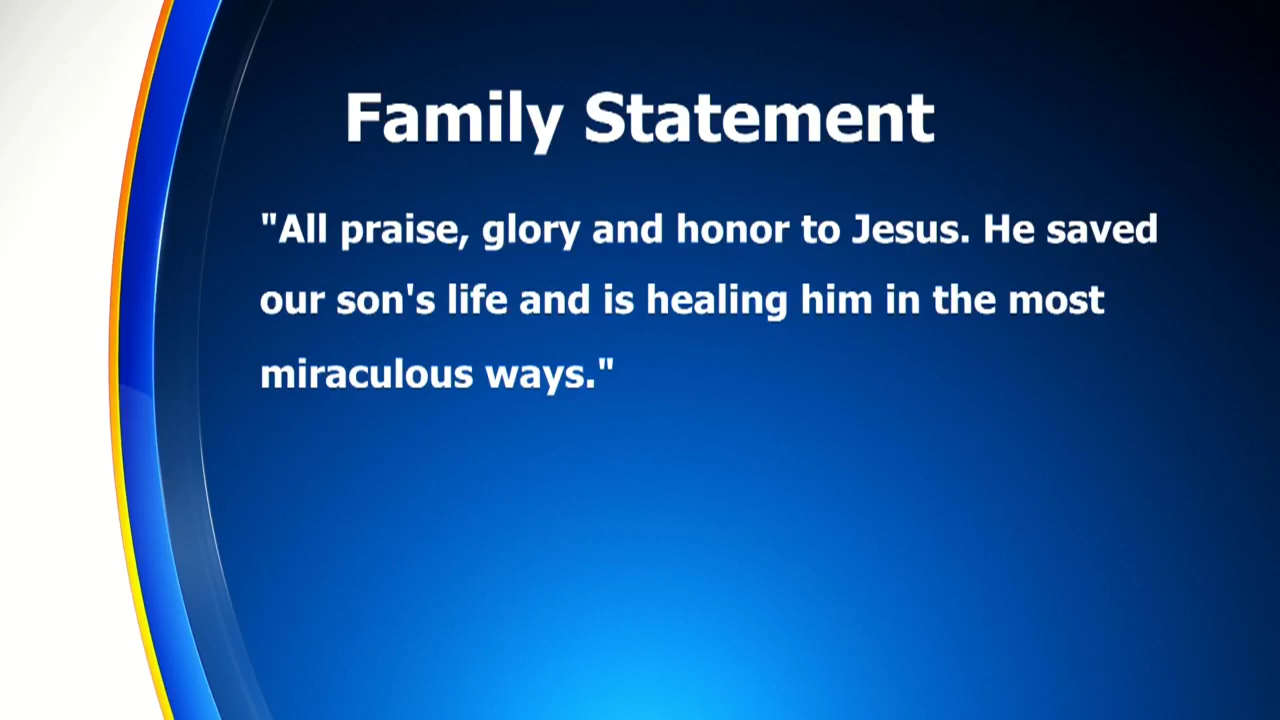 Family Statement
"All praise, glory and honor to Jesus. He saved
our son's life and is healing him in the most
miraculous ways."